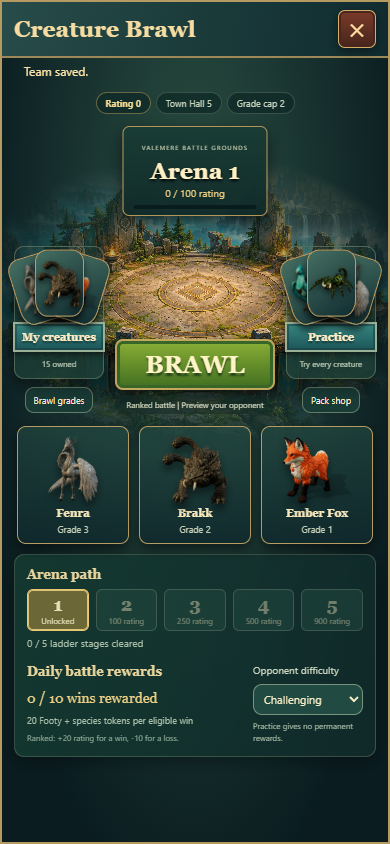 Creature Brawl
×
Team saved.
Rating 0
Town Hall 5
Grade cap 2
VALEMERE BATTLE GROUNDS
Arena 1
0 / 100 rating
My creatures
15 owned
Practice
Try every creature
BRAWL
Brawl grades
Ranked battle | Preview your opponent
Pack shop
Fenra
Grade 3
Brakk
Grade 2
Ember Fox
Grade 1
Arena path
1
Unlocked
2
100 rating
3
250 rating
4
500 rating
5
900 rating
0 / 5 ladder stages cleared
Daily battle rewards
0 / 10 wins rewarded
20 Footy + species tokens per eligible win
Ranked: +20 rating for a win, -10 for a loss.
Opponent difficulty
Challenging
Practice gives no permanent
rewards.